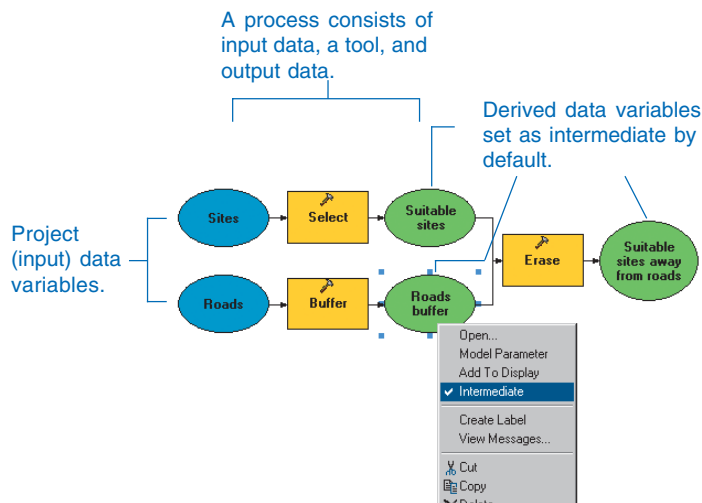 A process consists of
input data, a tool, and
output data.
Derived data variables
set as intermediate by
default.
Project
(input) data
variables.
Sites
Select
Suitable
sites
Roads
Buffer
Roads
buffer
Erase
Suitable
sites away
from roads
Open...
Model Parameter
Add To Display
Intermediate
Create Label
View Messages...
Cut
Copy
Delete